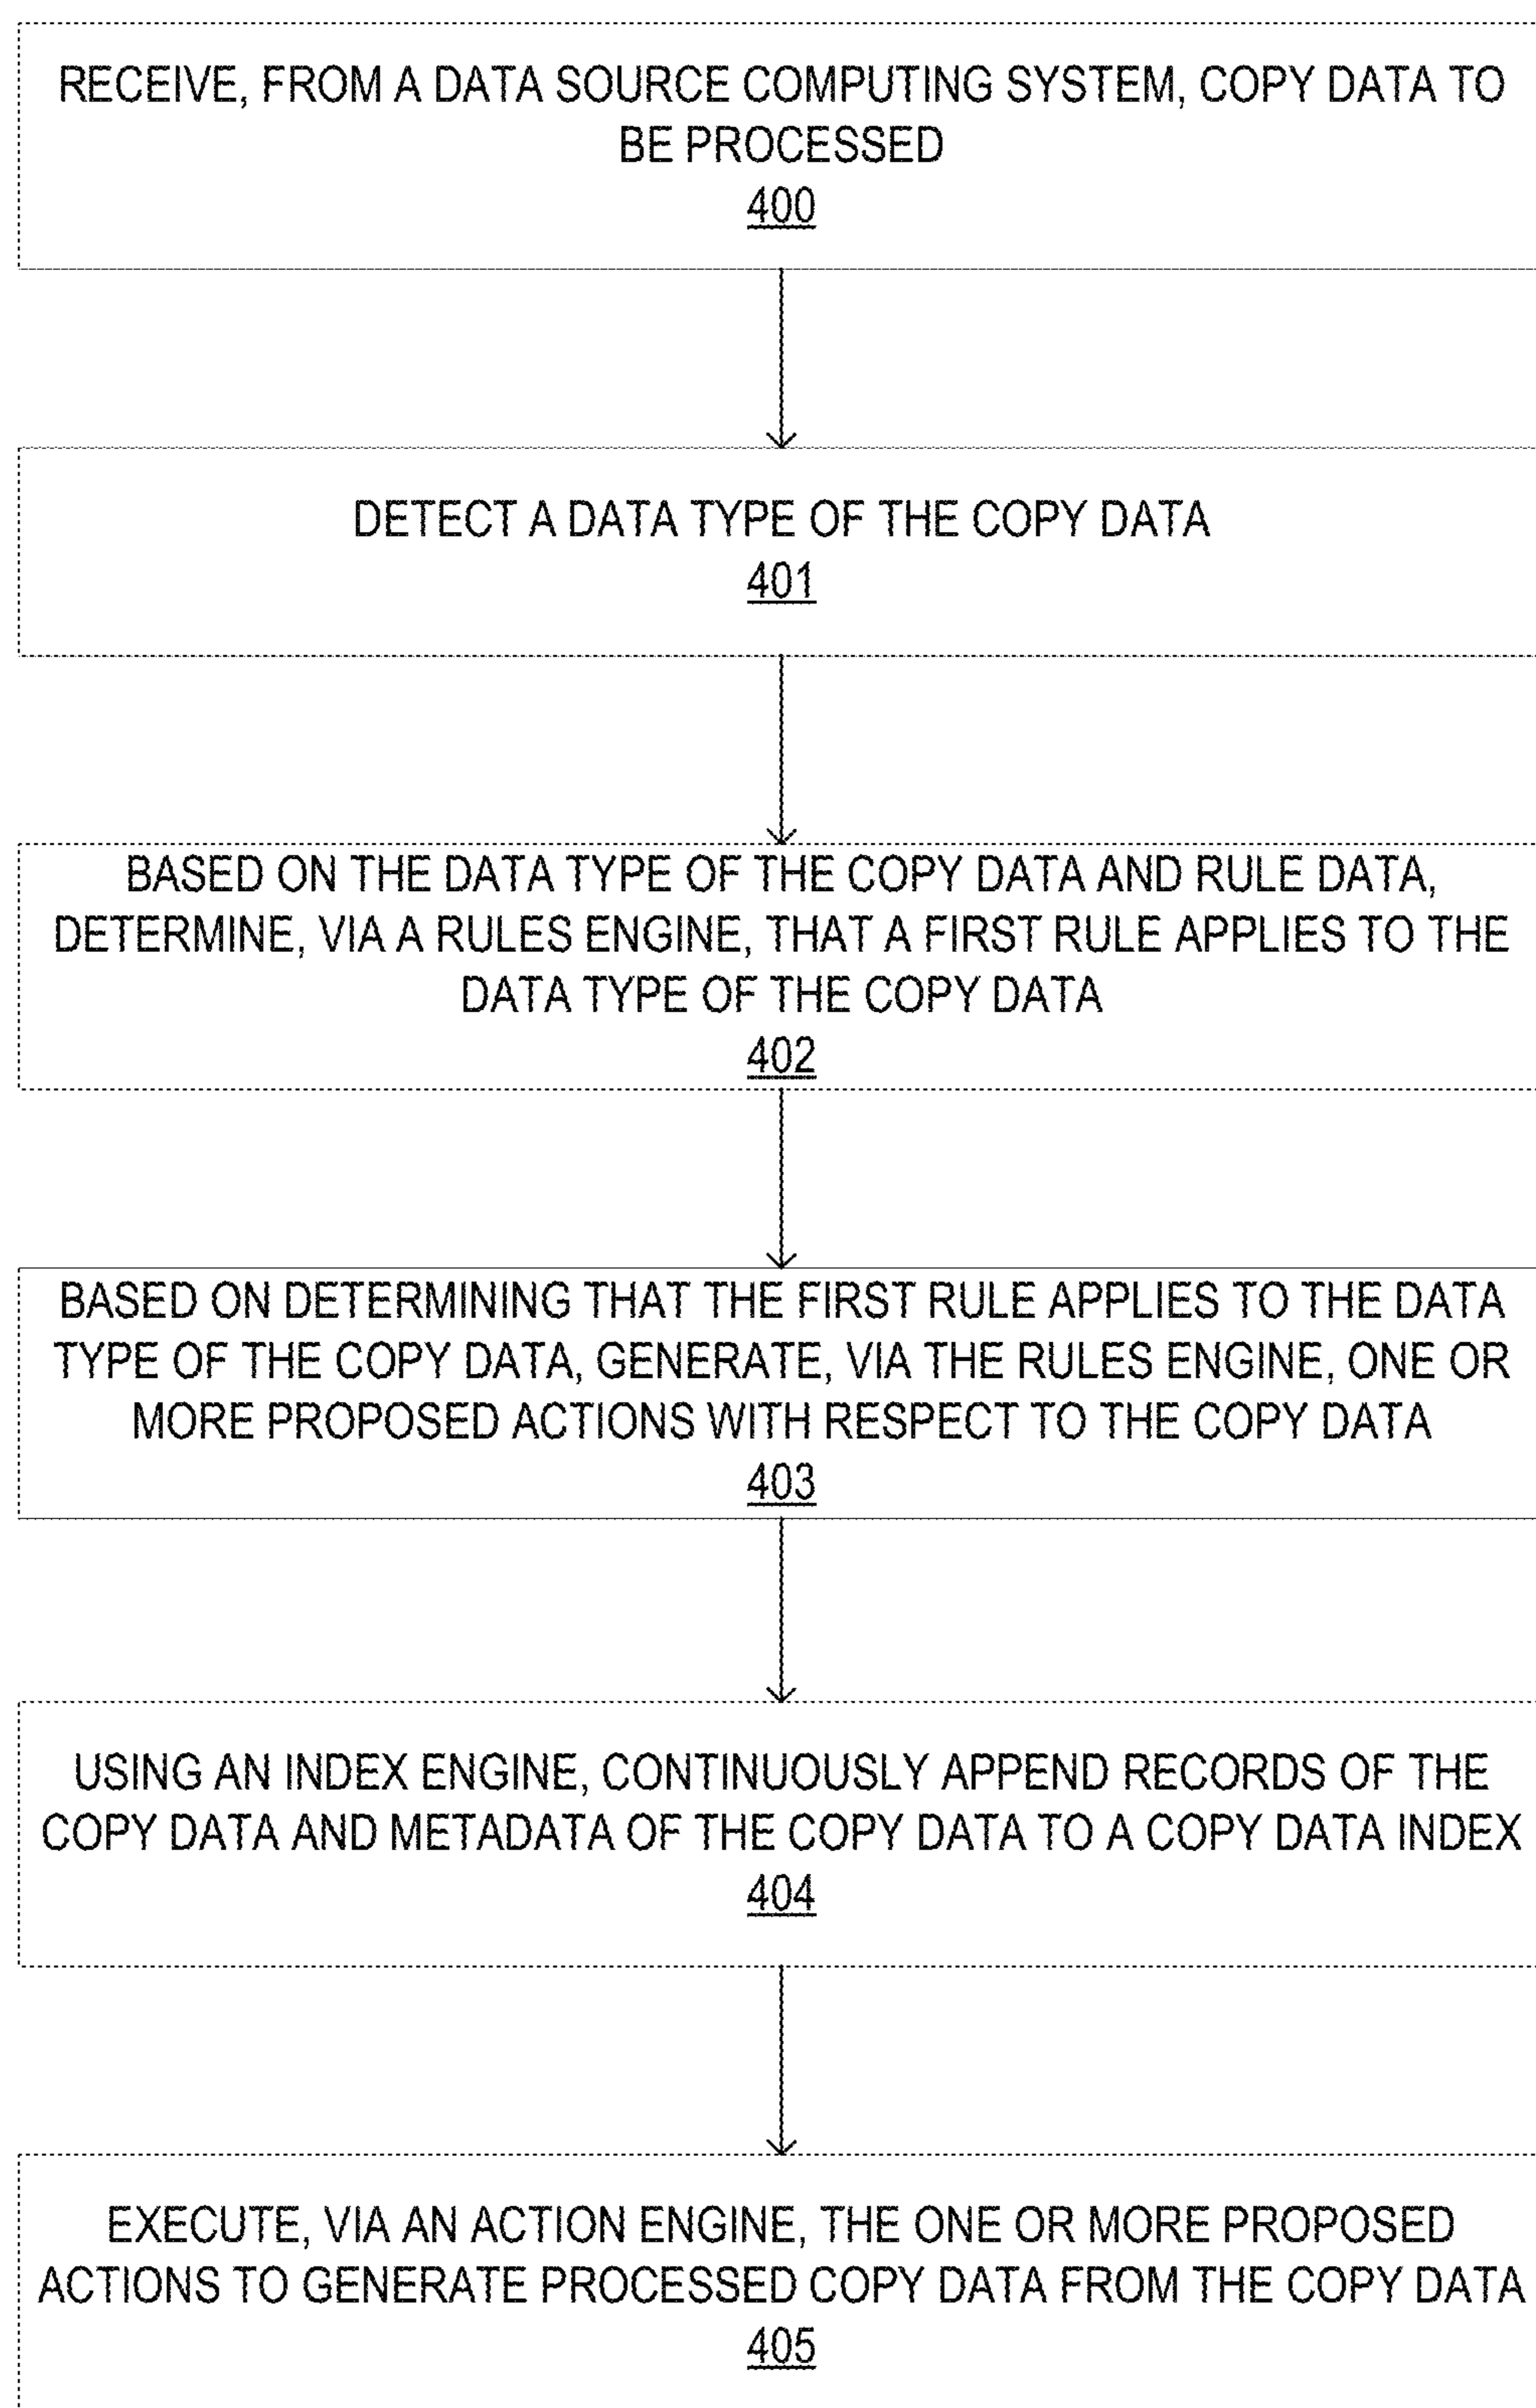 RECEIVE, FROM A DATA SOURCE COMPUTING SYSTEM, COPY DATA TO
BE PROCESSED
400
DETECT A DATA TYPE OF THE COPY DATA
401
BASED ON THE DATA TYPE OF THE COPY DATA AND RULE DATA,
DETERMINE, VIA A RULES ENGINE, THAT A FIRST RULE APPLIES TO THE
DATA TYPE OF THE COPY DATA
402
BASED ON DETERMINING THAT THE FIRST RULE APPLIES TO THE DATA
TYPE OF THE COPY DATA, GENERATE, VIA THE RULES ENGINE, ONE OR
MORE PROPOSED ACTIONS WITH RESPECT TO THE COPY DATA
403
USING AN INDEX ENGINE, CONTINUOUSLY APPEND RECORDS OF THE
COPY DATA AND METADATA OF THE COPY DATA TO A COPY DATA INDEX
404
EXECUTE, VIA AN ACTION ENGINE, THE ONE OR MORE PROPOSED
ACTIONS TO GENERATE PROCESSED COPY DATA FROM THE COPY DATA
405